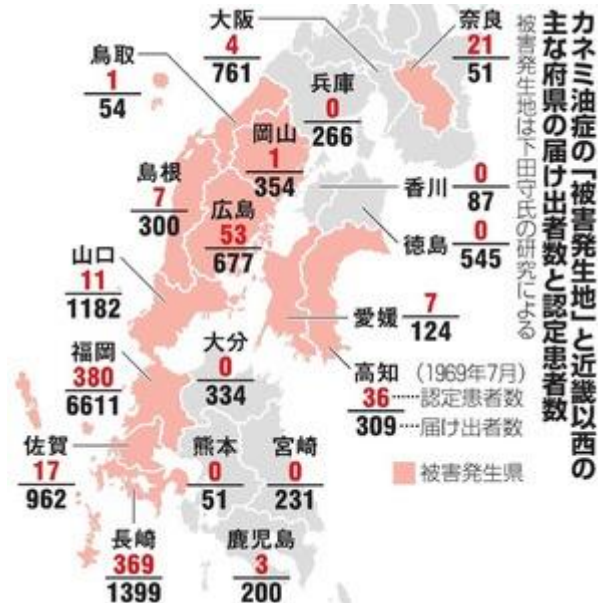 カネミ油症の「被害発生地」と近畿以西の
主な府県の届け出者数と認定患者数
被害発生地は下田守氏の研究による
大阪
4
761
奈良
21
51
鳥取
1
54
兵庫
0
266
岡山
1
354
島根
7
300
広島
53
677
香川
0
87
徳島
0
545
山口
11
1182
愛媛
7
124
福岡
380
6611
大分
0
334
高知
(1969年7月)
36……認定患者数
309……届け出者数
佐賀
17
962
熊本
0
51
宮崎
0
231
被害発生県
長崎
369
1399
鹿児島
3
200